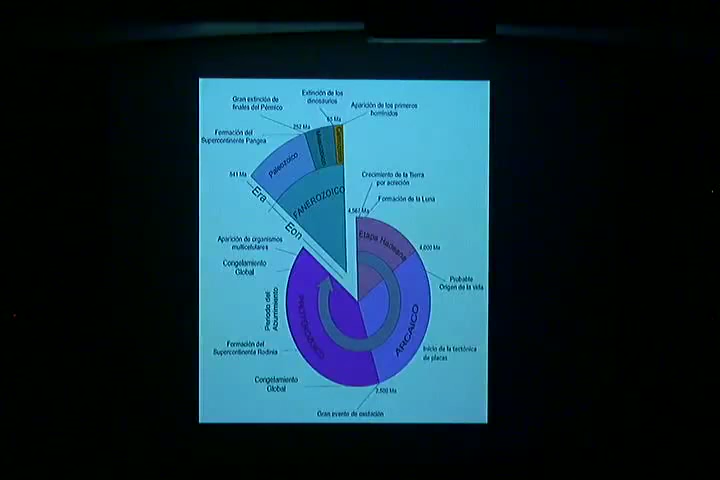 Extinción de los
dinosaurios
Gran extinción de
finales del Pérmico
Aparición de los primeros
homínidos
65 Ma
252 Ma
Formación del
Supercontinente Pangea
Paleozoico
541 Ma
FANEROZOICO
Era
Eon
Crecimiento de la Tierra
por acreción
Formación de la Luna
4,567 Ma
Etapa Hadeana
4,000 Ma
Aparición de organismos
multicelulares
Congelamiento
Global
Probable
Origen de la vida
Periodo del
Aburrimiento
PROTEROZOICO
ARCAICO
Formación del
Supercontinente Rodinia
Inicio de la tectónica
de placas
Congelamiento
Global
2,500 Ma
Gran evento de oxidación